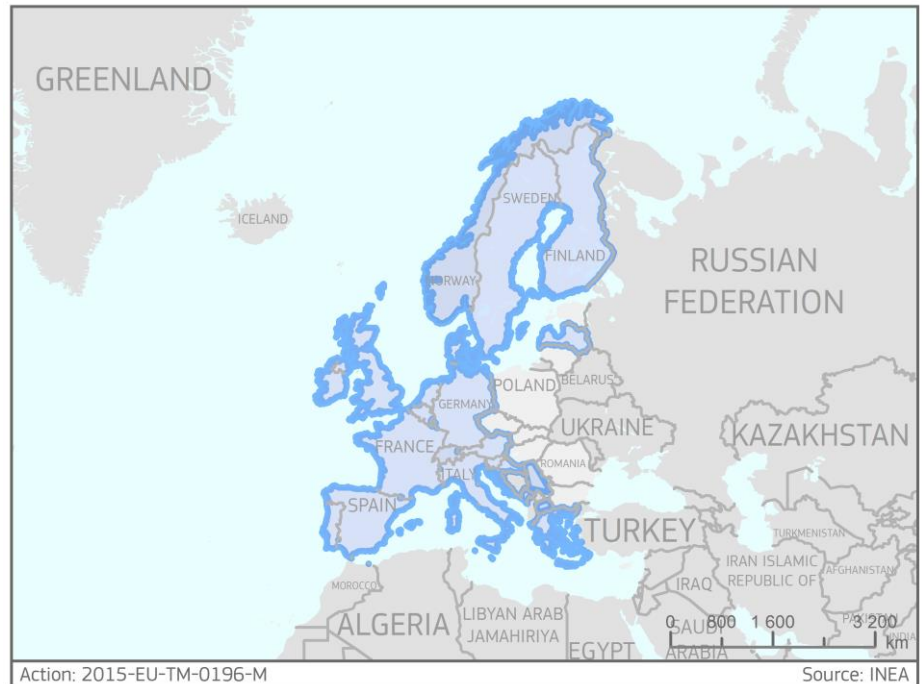 GREENLAND
ICELAND
SWEDEN
FINLAND
NORWAY
RUSSIAN
FEDERATION
POLAND
BELARUS
GERMANY
UKRAINE
KAZAKHSTAN
FRANCE
ROMANIA
ITALY
SPAIN
TURKEY
TURKMENISTAN
IRAN ISLAMIC
REPUBLIC OF
AFGHANISTAN
IRAQ
MOROCCO
ALGERIA
LIBYAN ARAB
JAMAHIRIYA
EGYPT
SAUDI
ARABIA
PAKISTAN
INDIA
0 800 1 600 3 200
km
Action: 2015-EU-TM-0196-M
Source: INEA